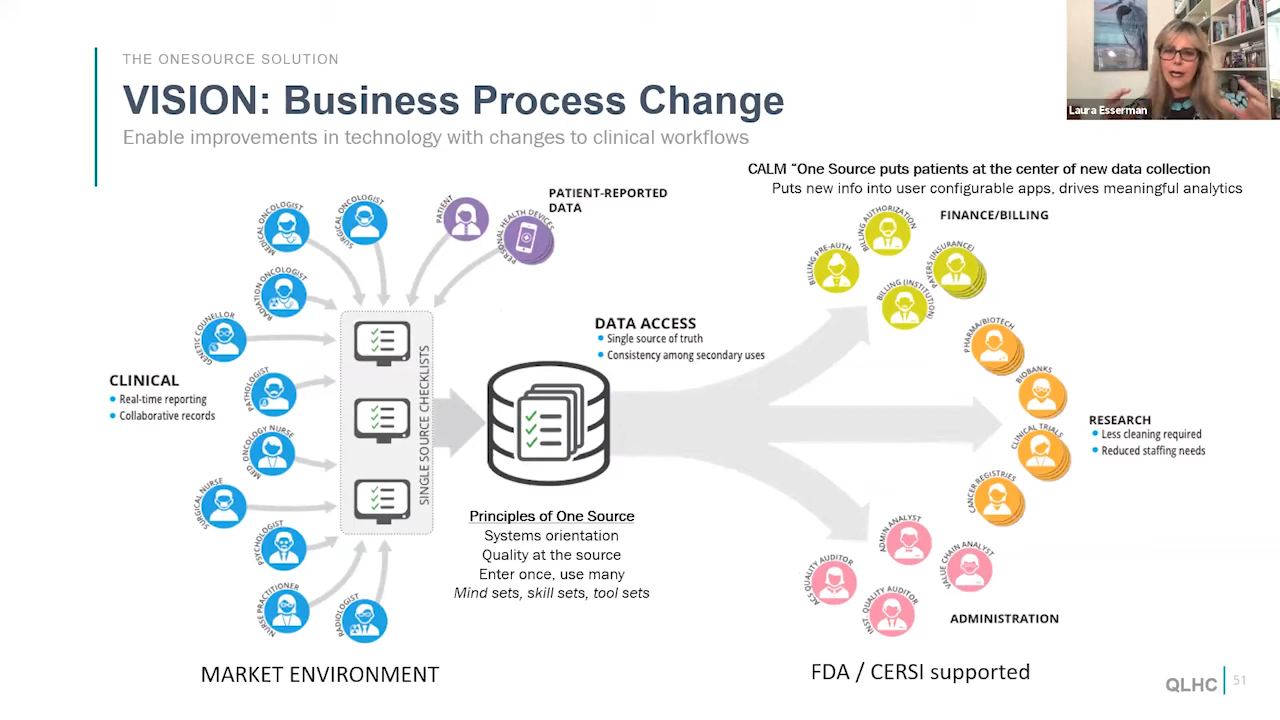 THE ONESOURCE SOLUTION
VISION: Business Process Change
Enable improvements in technology with changes to clinical workflows
Laura Esserman
CALM “One Source puts patients at the center of new data collection
Puts new info into user configurable apps, drives meaningful analytics
MEDICAL ONCOLOGIST
SURGICAL ONCOLOGIST
PATIENT
PERSONAL HEALTH DEVICES
PATIENT-REPORTED
DATA
RADIATION ONCOLOGIST
GENETIC COUNELLOR
CLINICAL
Real-time reporting
Collaborative records
PATHOLOGIST
MED ONCOLOGY NURSE
SURGICAL NURSE
PSYCHOLOGIST
NURSE PRACTITIONER
RADIOLOGIST
SINGLE SOURCE CHECKLISTS
DATA ACCESS
Single source of truth
Consistency among secondary uses
Principles of One Source
Systems orientation
Quality at the source
Enter once, use many
Mind sets, skill sets, tool sets
FINANCE/BILLING
BILLING PRE-AUTH
BILLING AUTHORIZATION
PAYERS (INSURANCE)
BILLING (INSTITUTION)
PHARMA/BIOTECH
BIOBANKS
CLINICAL TRIALS
CANCER REGISTRIES
RESEARCH
Less cleaning required
Reduced staffing needs
ADMIN ANALYST
VALUE CHAIN ANALYST
ACS QUALITY AUDITOR
INST. QUALITY AUDITOR
ADMINISTRATION
MARKET ENVIRONMENT
FDA / CERSI supported
QLHC
51